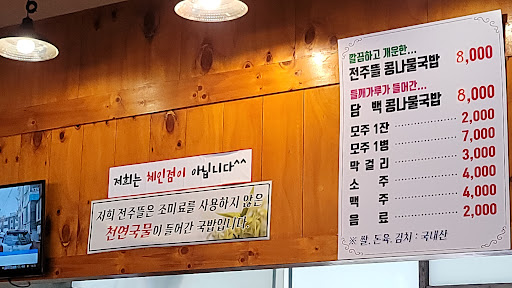 저희는 체인점이 아닙니다^^
저희 전주뜰은 조미료를 사용하지 않은
천연국물이 들어간 국밥입니다.
깔끔하고 개운한...
전주뜰 콩나물국밥 8,000
들깨가루가 들어간...
담 백 콩나물국밥 8,000
모주 1잔 2,000
모주 1병 7,000
막 걸 리 3,000
소 주 4,000
맥 주 4,000
음 료 2,000
※ 쌀, 돈육, 김치 : 국내산